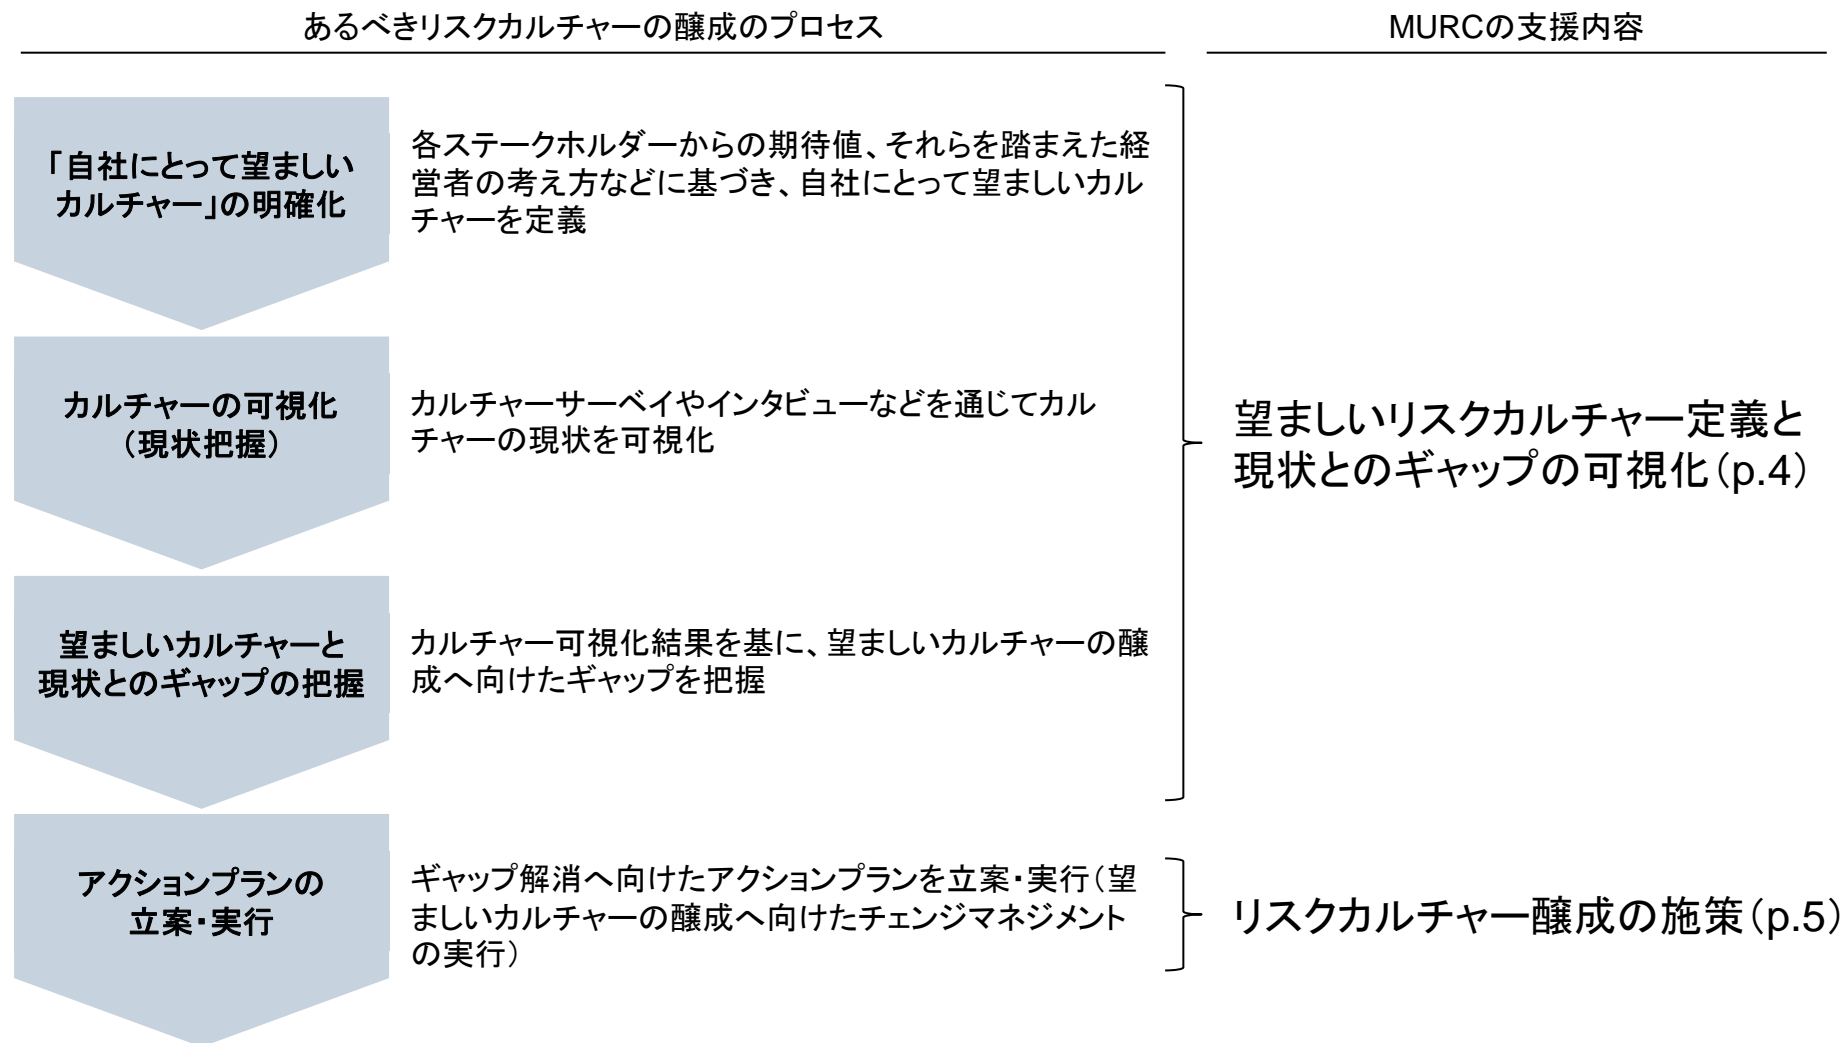 あるべきリスクカルチャーの醸成のプロセス
MURCの支援内容
「自社にとって望ましい
カルチャー」の明確化
各ステークホルダーからの期待値、それらを踏まえた経
営者の考え方などに基づき、自社にとって望ましいカル
チャーを定義
カルチャーの可視化
（現状把握）
カルチャーサーベイやインタビューなどを通じてカル
チャーの現状を可視化
望ましいカルチャーと
現状とのギャップの把握
カルチャー可視化結果を基に、望ましいカルチャーの醸
成へ向けたギャップを把握
望ましいリスクカルチャー定義と
現状とのギャップの可視化（p.4）
アクションプランの
立案・実行
ギャップ解消へ向けたアクションプランを立案・実行（望
ましいカルチャーの醸成へ向けたチェンジマネジメント
の実行）
リスクカルチャー醸成の施策（p.5）